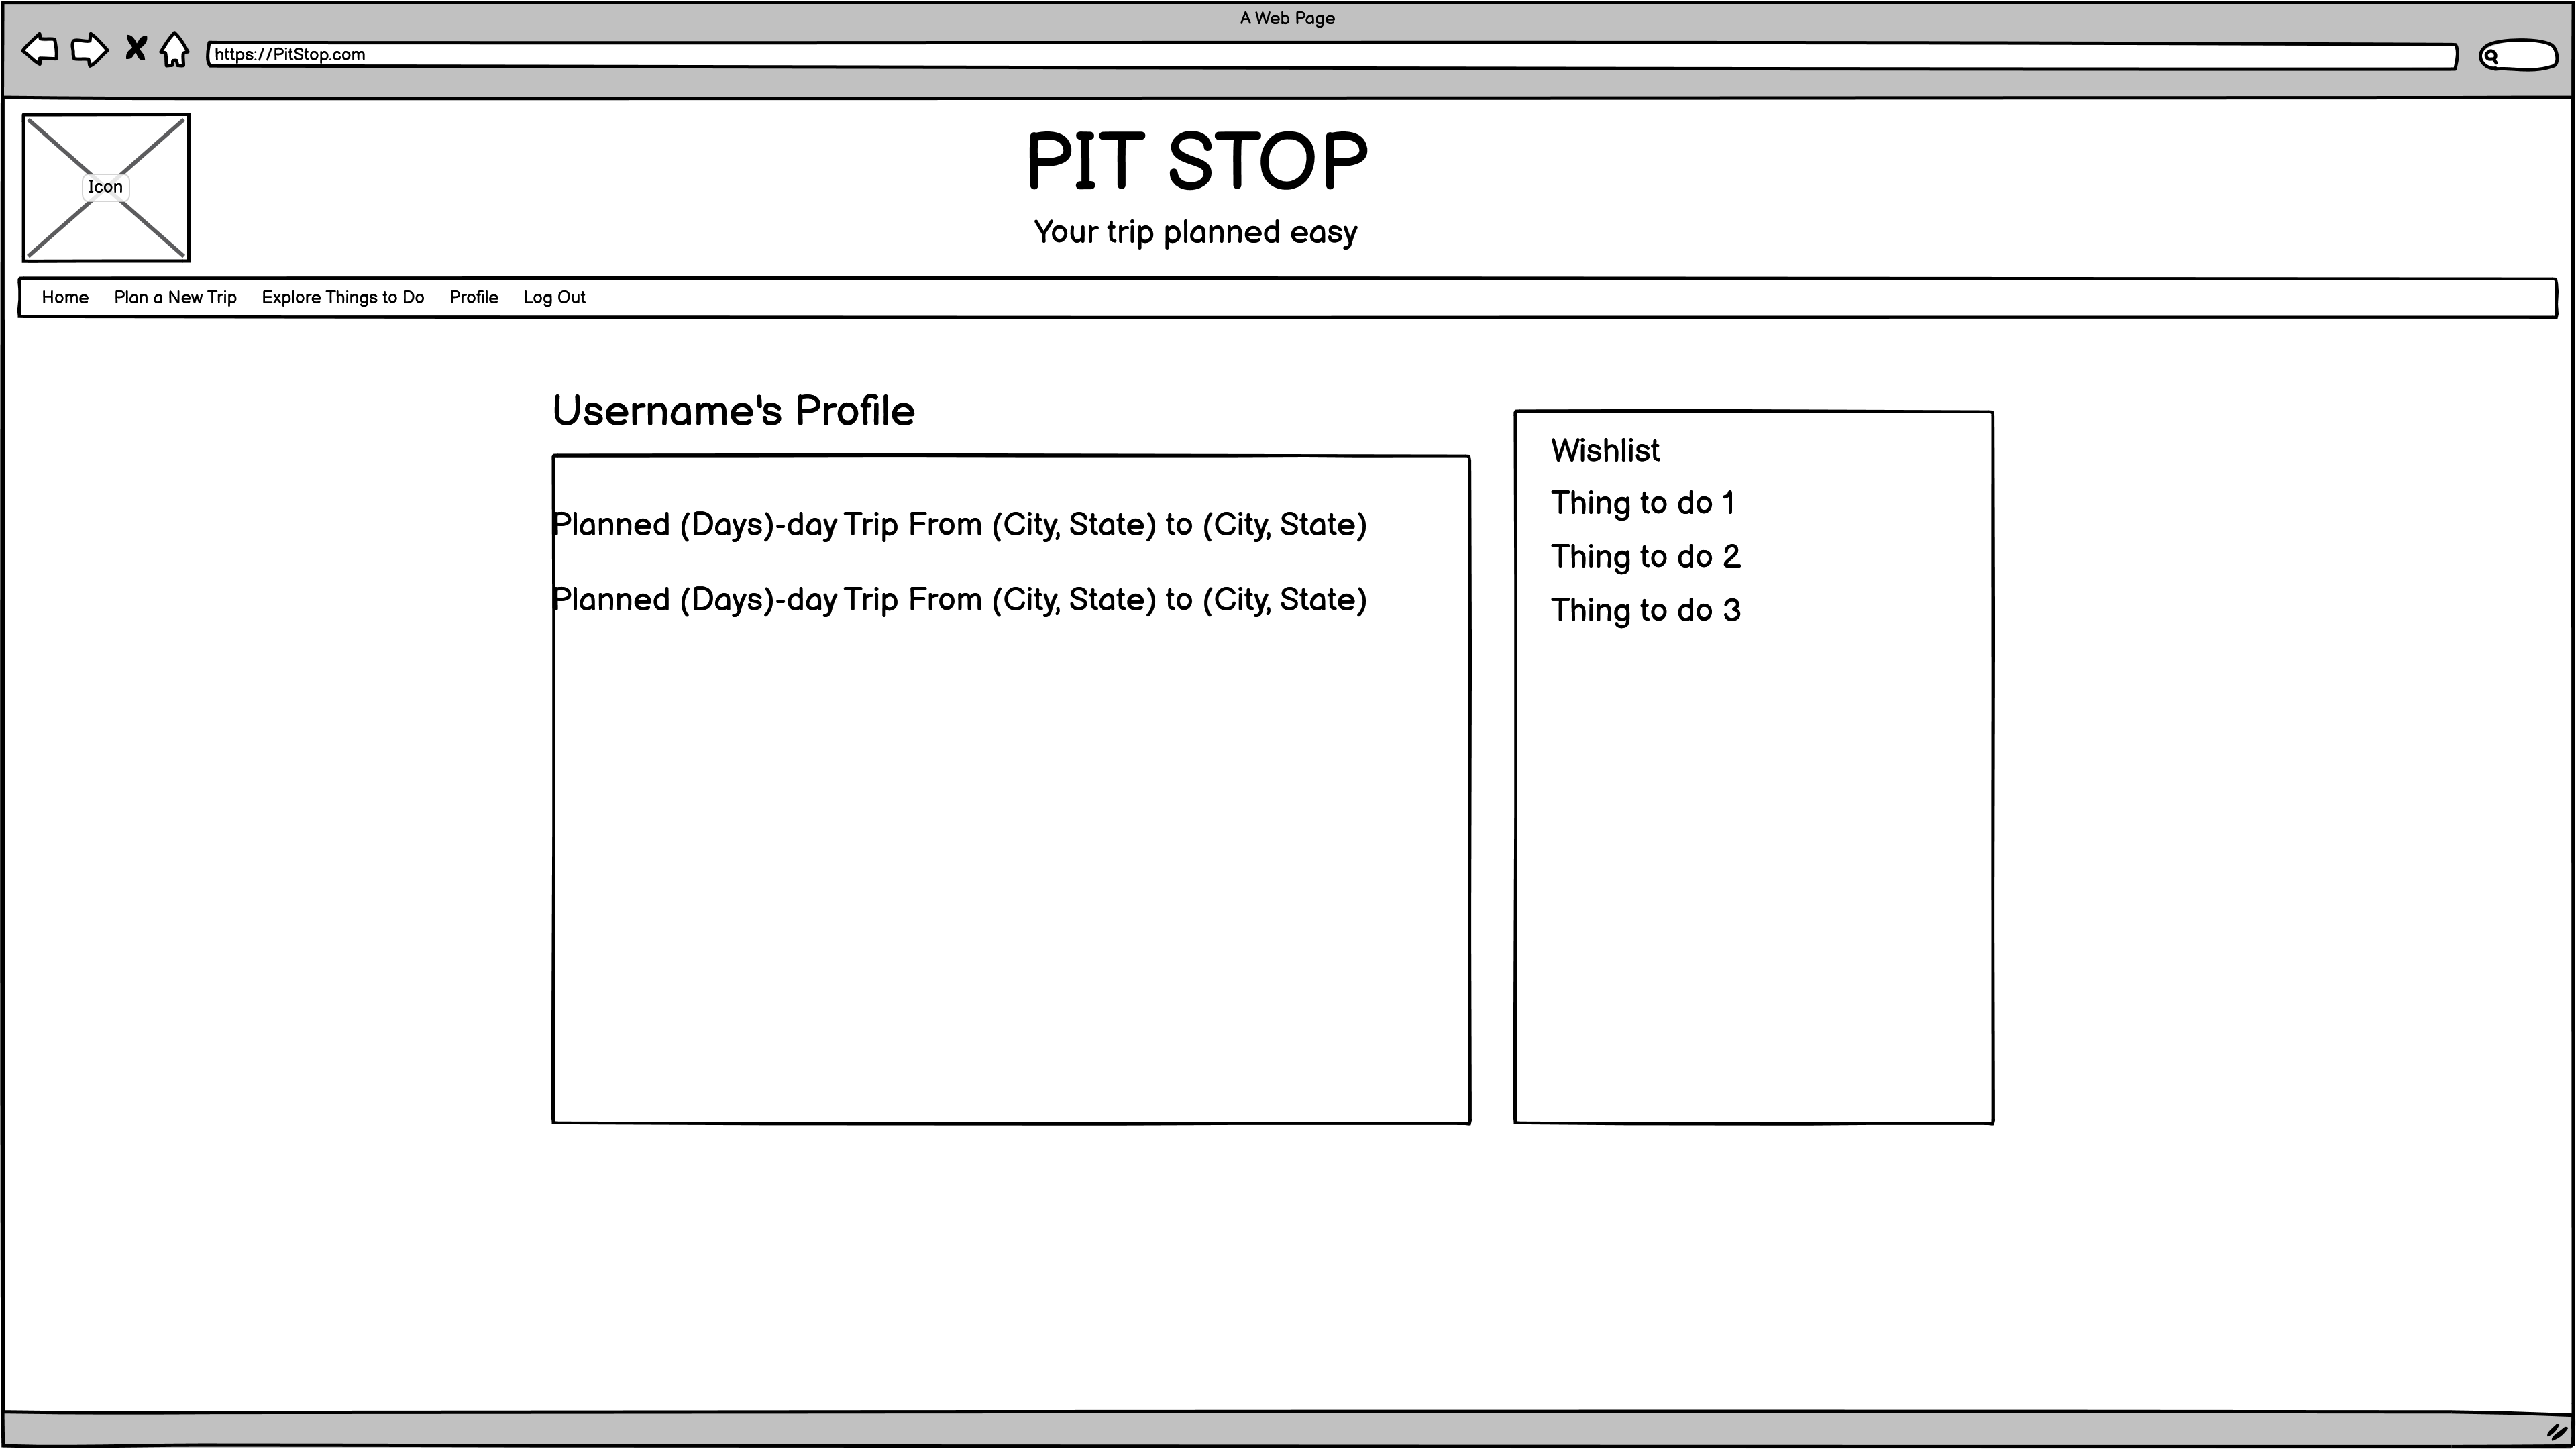 A Web Page
https://PitStop.com
Icon
PIT STOP
Your trip planned easy
Home Plan a New Trip Explore Things to Do Profile Log Out
Username's Profile
Planned (Days)-day Trip From (City, State) to (City, State)
Planned (Days)-day Trip From (City, State) to (City, State)
Wishlist
Thing to do 1
Thing to do 2
Thing to do 3